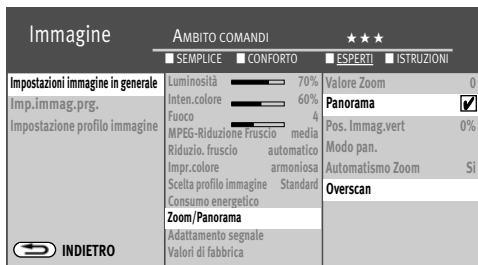 Immagine
AMBITO COMANDI
★★★
SEMPLICE
CONFORTO
ESPERTI
ISTRUZIONI
Impostazioni immagine in generale
Imp.immag.prg.
Impostazione profilo immagine
Luminosità 70%
Inten.colore 60%
Fuoco 4
MPEG-Riduzione Fruscio media
Riduzio. fruscio automatico
Impr.colore armoniosa
Scelta profilo immagine Standard
Consumo energetico
Zoom/Panorama
Adattamento segnale
Valori di fabbrica
Valore Zoom 0
Panorama
Pos. Immag.vert 0%
Modo pan.
Automatismo Zoom Si
Overscan
INDIETRO